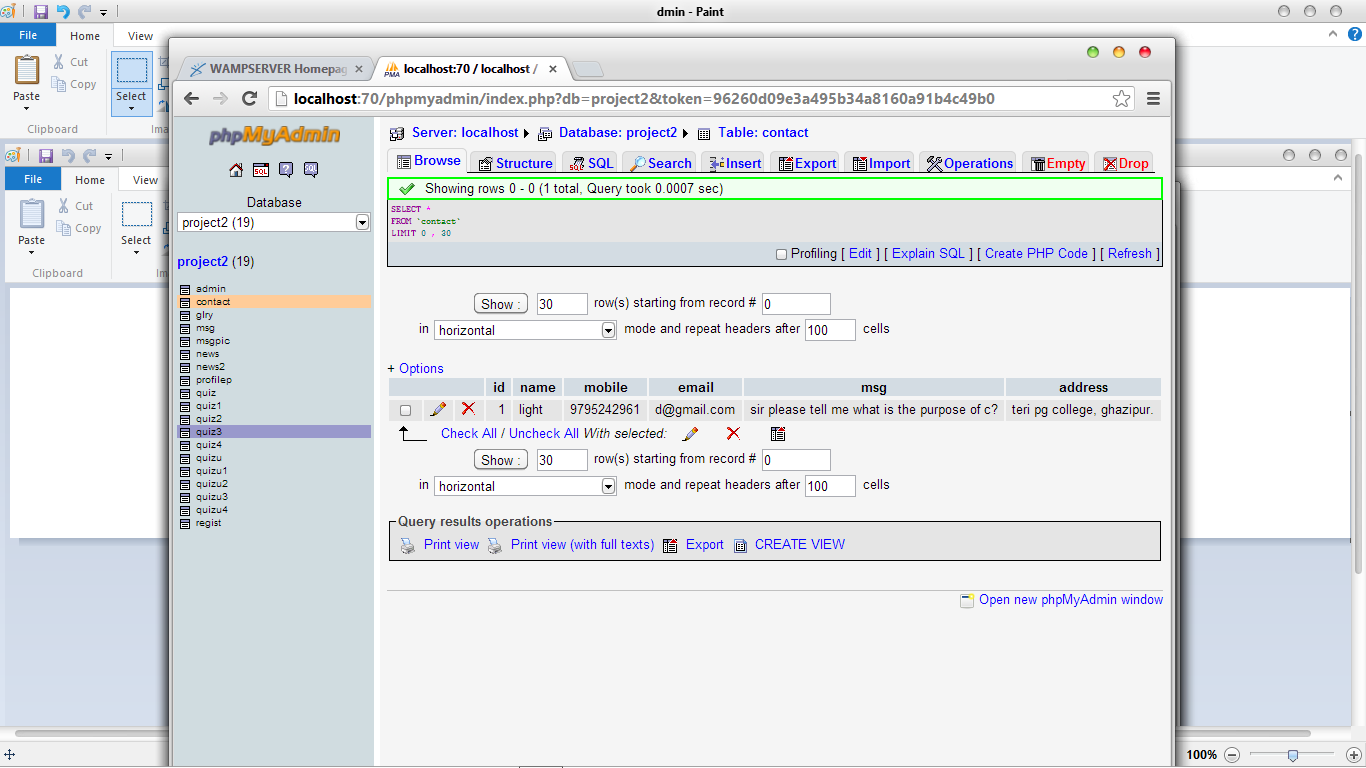 dmin - Paint
File Home View
Paste Cut Copy Select
Clipboard Ima
File Home View
Paste Cut Copy Select
Clipboard Im
WAMPSERVER Homepag
PMA localhost:70 / localhost /
localhost:70/phpmyadmin/index.php?db=project2&token=96260d09e3a495b34a8160a91b4c49b0
phpMyAdmin
SQL
Database
project2 (19)
project2 (19)
admin
contact
glry
msg
msgpic
news
news2
profilep
quiz
quiz1
quiz2
quiz3
quiz4
quizu
quizu1
quizu2
quizu3
quizu4
regist
Server: localhost Database: project2 Table: contact
Browse Structure SQL Search Insert Export Import Operations Empty Drop
Showing rows 0 - 0 (1 total, Query took 0.0007 sec)
SELECT *
FROM `contact`
LIMIT 0 , 30
Profiling [ Edit ] [ Explain SQL ] [ Create PHP Code ] [ Refresh ]
Show : 30 row(s) starting from record # 0
in horizontal mode and repeat headers after 100 cells
+ Options
id name mobile email msg address
1 light 9795242961 d@gmail.com sir please tell me what is the purpose of c? teri pg college, ghazipur.
Check All / Uncheck All With selected:
Show : 30 row(s) starting from record # 0
in horizontal mode and repeat headers after 100 cells
Query results operations
Print view Print view (with full texts) Export CREATE VIEW
Open new phpMyAdmin window
100%